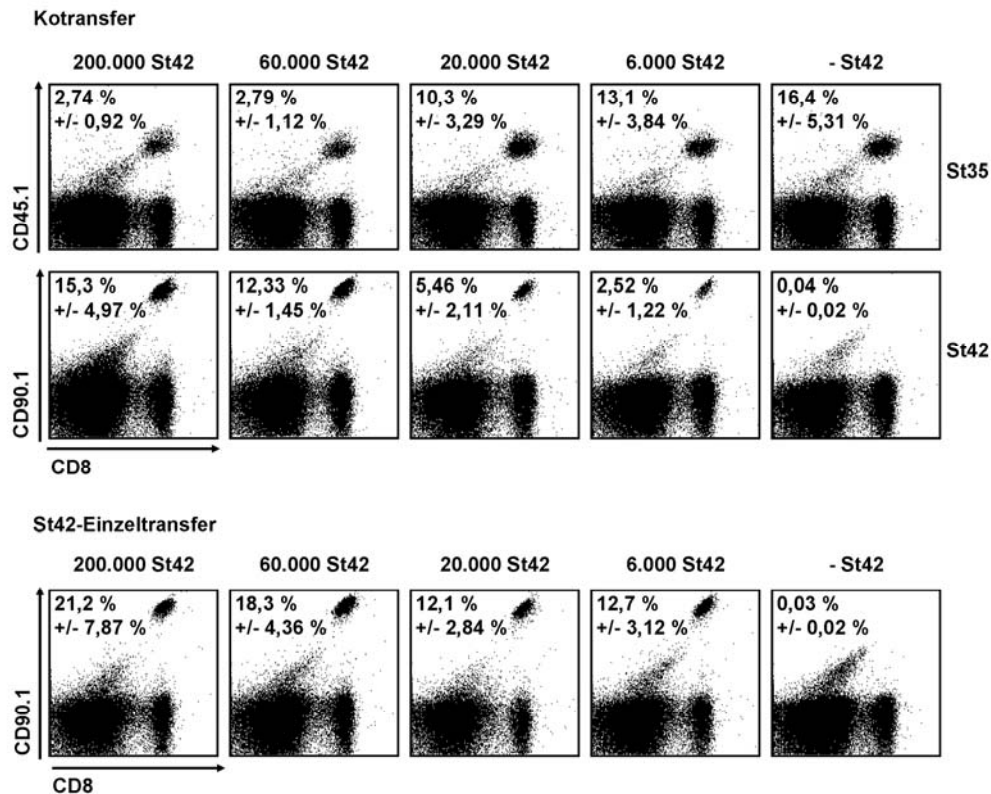 Kotransfer
200.000 St42 60.000 St42 20.000 St42 6.000 St42 - St42
2,74 % 2,79 % 10,3 % 13,1 % 16,4 %
+/- 0,92 % +/- 1,12 % +/- 3,29 % +/- 3,84 % +/- 5,31 %
CD45.1
St35
15,3 % 12,33 % 5,46 % 2,52 % 0,04 %
+/- 4,97 % +/- 1,45 % +/- 2,11 % +/- 1,22 % +/- 0,02 %
CD90.1
St42
CD8
St42-Einzeltransfer
200.000 St42 60.000 St42 20.000 St42 6.000 St42 - St42
21,2 % 18,3 % 12,1 % 12,7 % 0,03 %
+/- 7,87 % +/- 4,36 % +/- 2,84 % +/- 3,12 % +/- 0,02 %
CD90.1
CD8